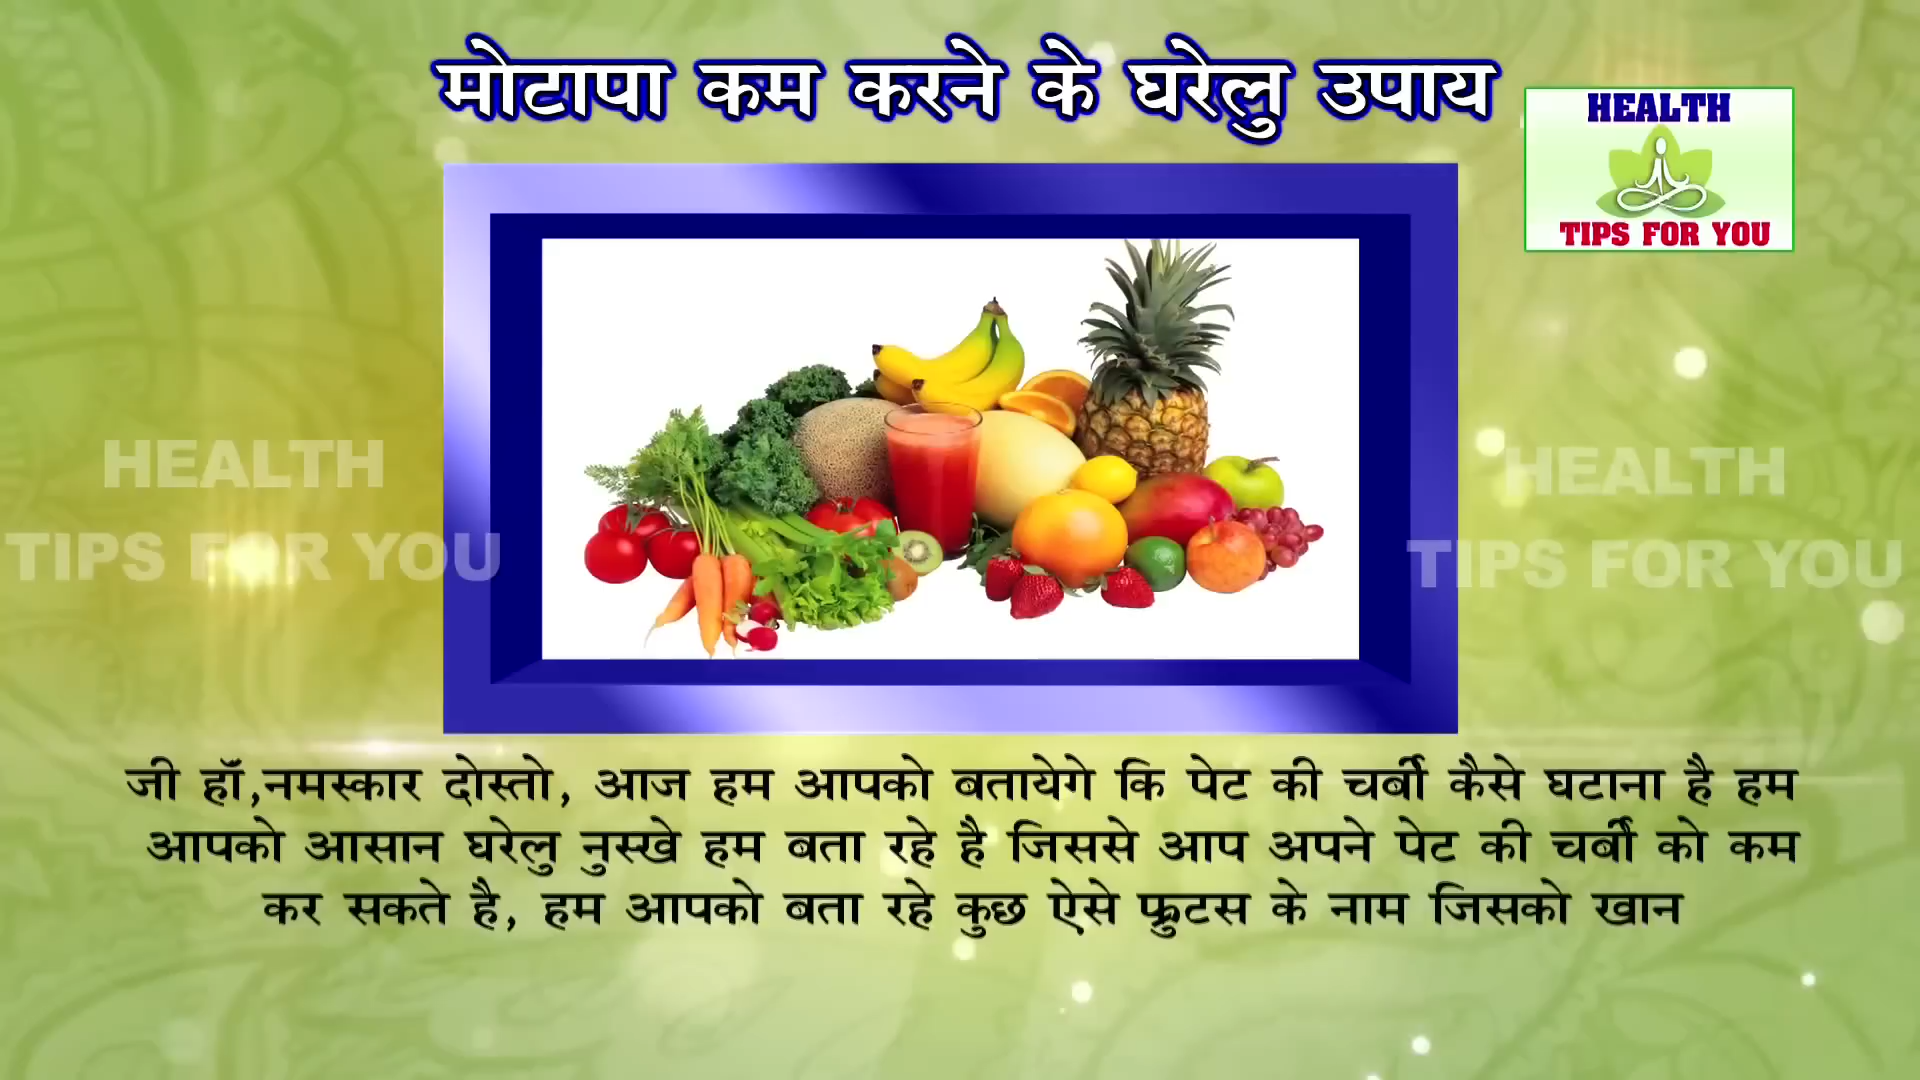 मोटापा कम करने के घरेलु उपाय
HEALTH
TIPS FOR YOU
HEALTH
TIPS FOR YOU
HEALTH
TIPS FOR YOU
जी हॉं,नमस्कार दोस्तो, आज हम आपको बतायेगे कि पेट की चर्बी कैसे घटाना है हम
आपको आसान घरेलु नुस्खे हम बता रहे है जिससे आप अपने पेट की चर्बी को कम
कर सकते है, हम आपको बता रहे कुछ ऐसे फ्रुटस के नाम जिसको खान